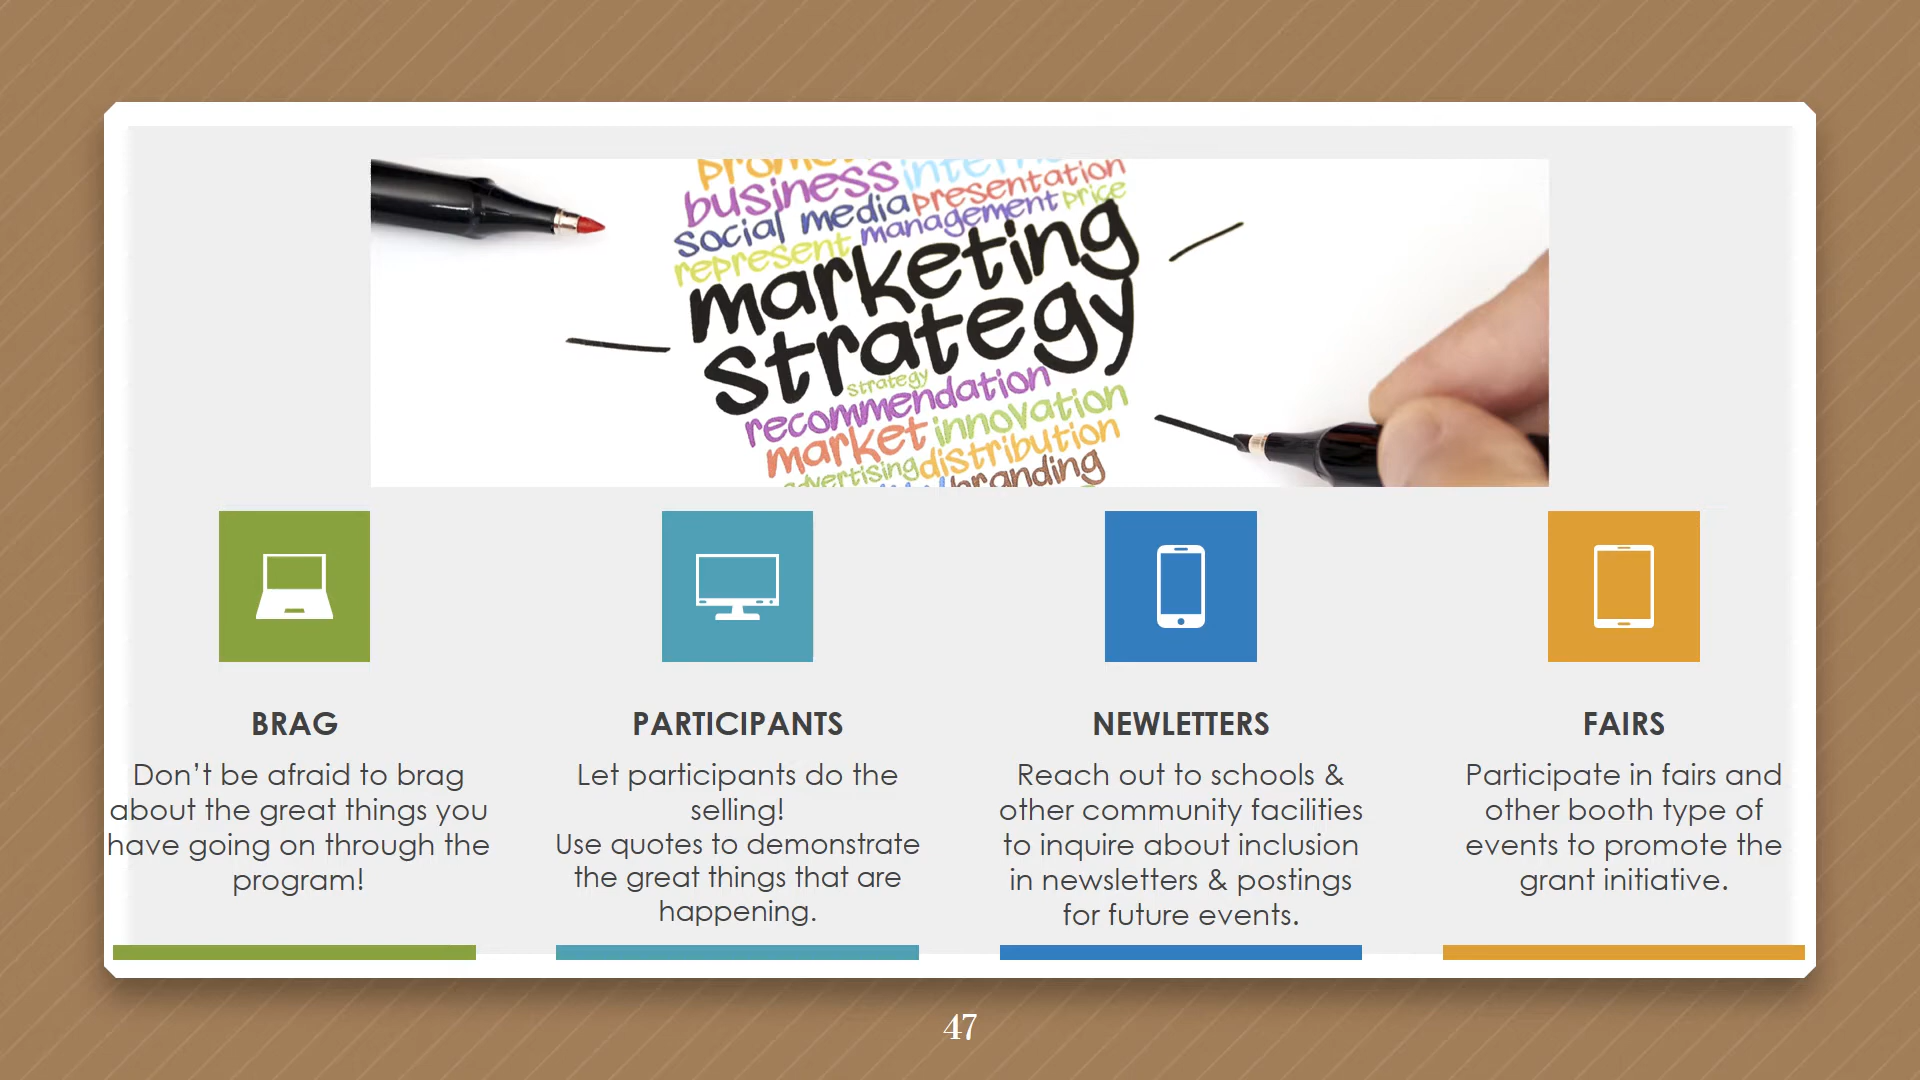 business
social media presentation
represent management price
marketing
strategy
strategy
recommendation
market innovation
advertising distribution
branding
BRAG
Don’t be afraid to brag
about the great things you
have going on through the
program!
PARTICIPANTS
Let participants do the
selling!
Use quotes to demonstrate
the great things that are
happening.
NEWLETTERS
Reach out to schools &
other community facilities
to inquire about inclusion
in newsletters & postings
for future events.
FAIRS
Participate in fairs and
other booth type of
events to promote the
grant initiative.
47